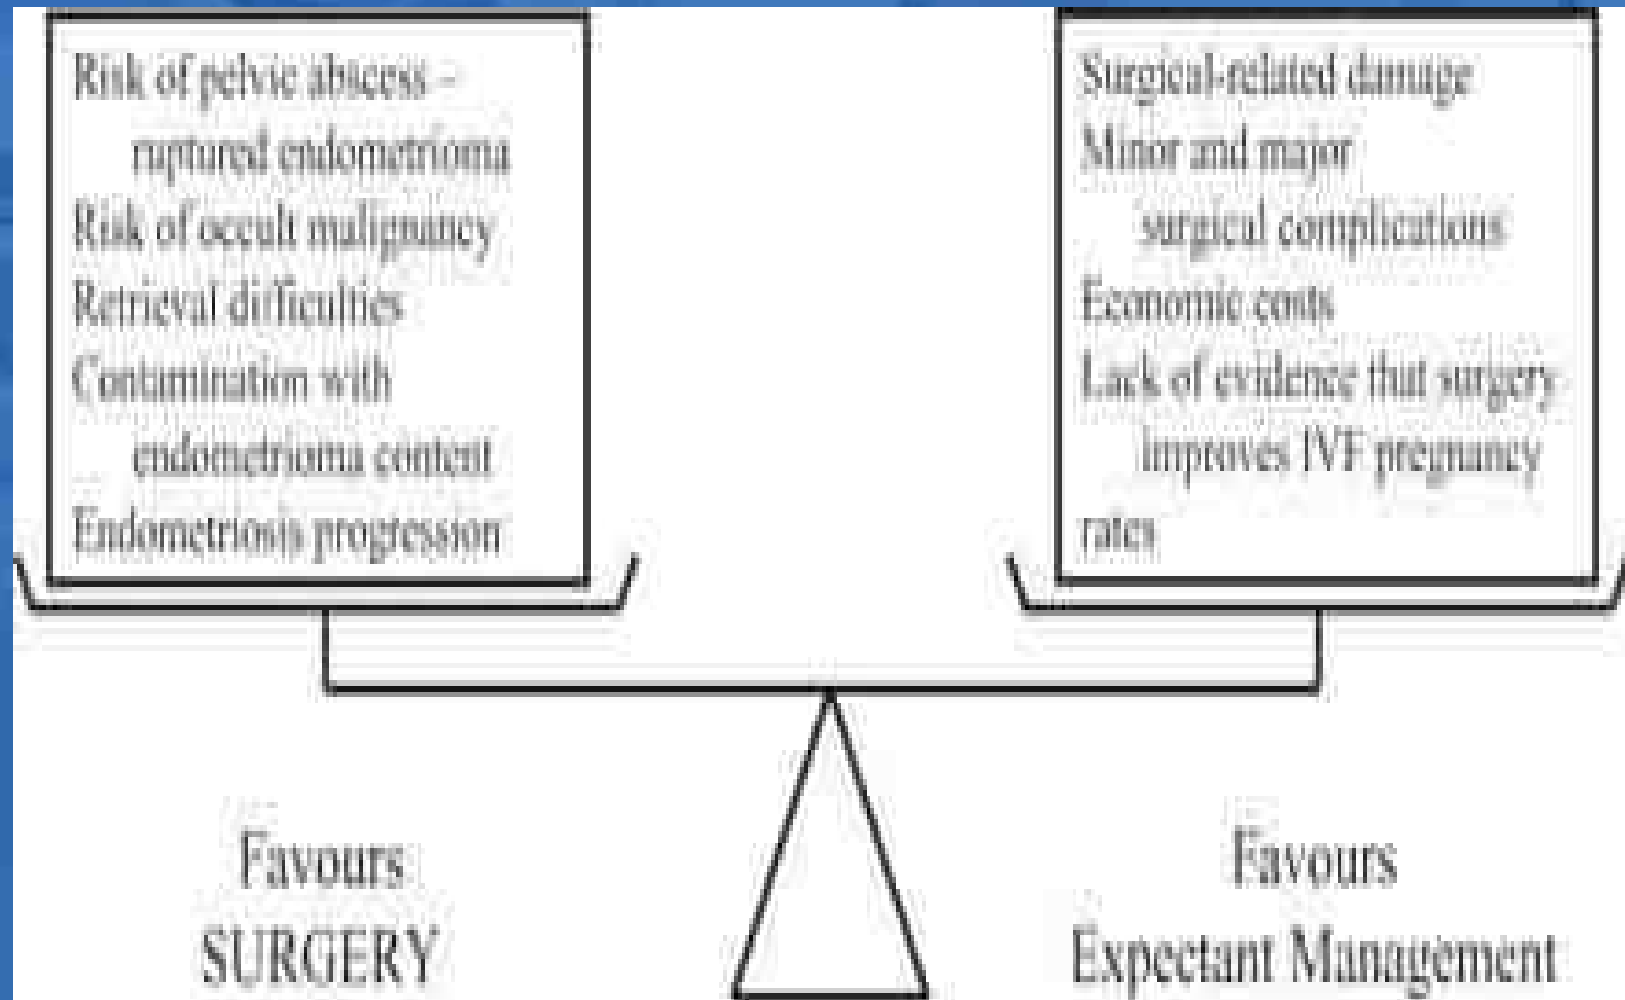 Risk of pelvic abscess –
ruptured endometrioma
Risk of occult malignancy
Retrieval difficulties
Contamination with
endometrioma content
Endometriosis progression
Surgical-related damage
Minor and major
surgical complications
Economic costs
Lack of evidence that surgery
improves IVF pregnancy
rates
Favours
SURGERY
Favours
Expectant Management